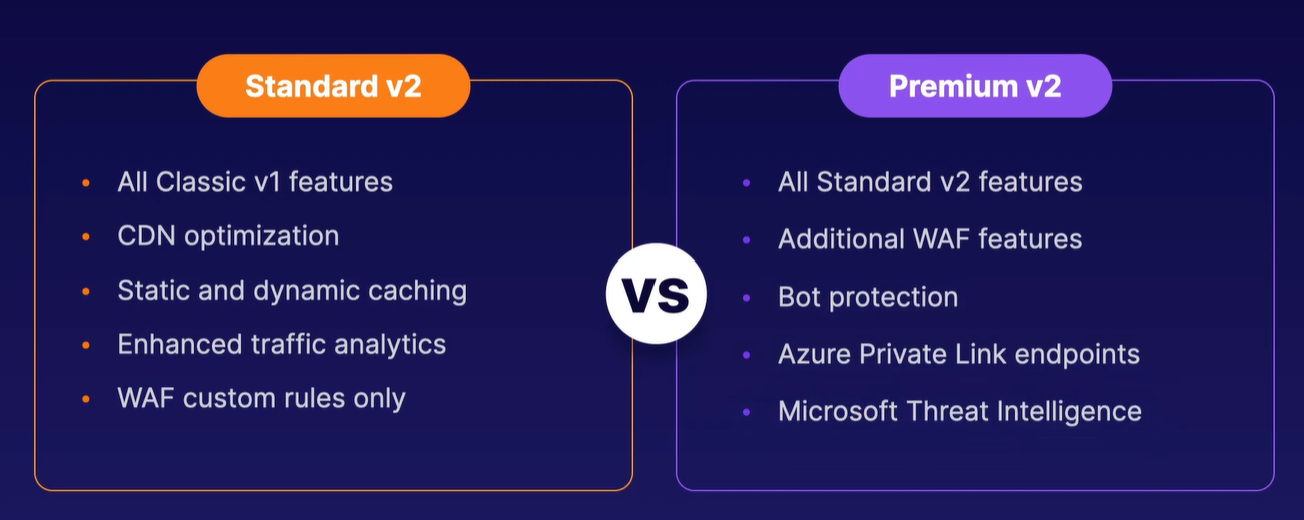 Standard v2
All Classic v1 features
CDN optimization
Static and dynamic caching
Enhanced traffic analytics
WAF custom rules only
VS
Premium v2
All Standard v2 features
Additional WAF features
Bot protection
Azure Private Link endpoints
Microsoft Threat Intelligence